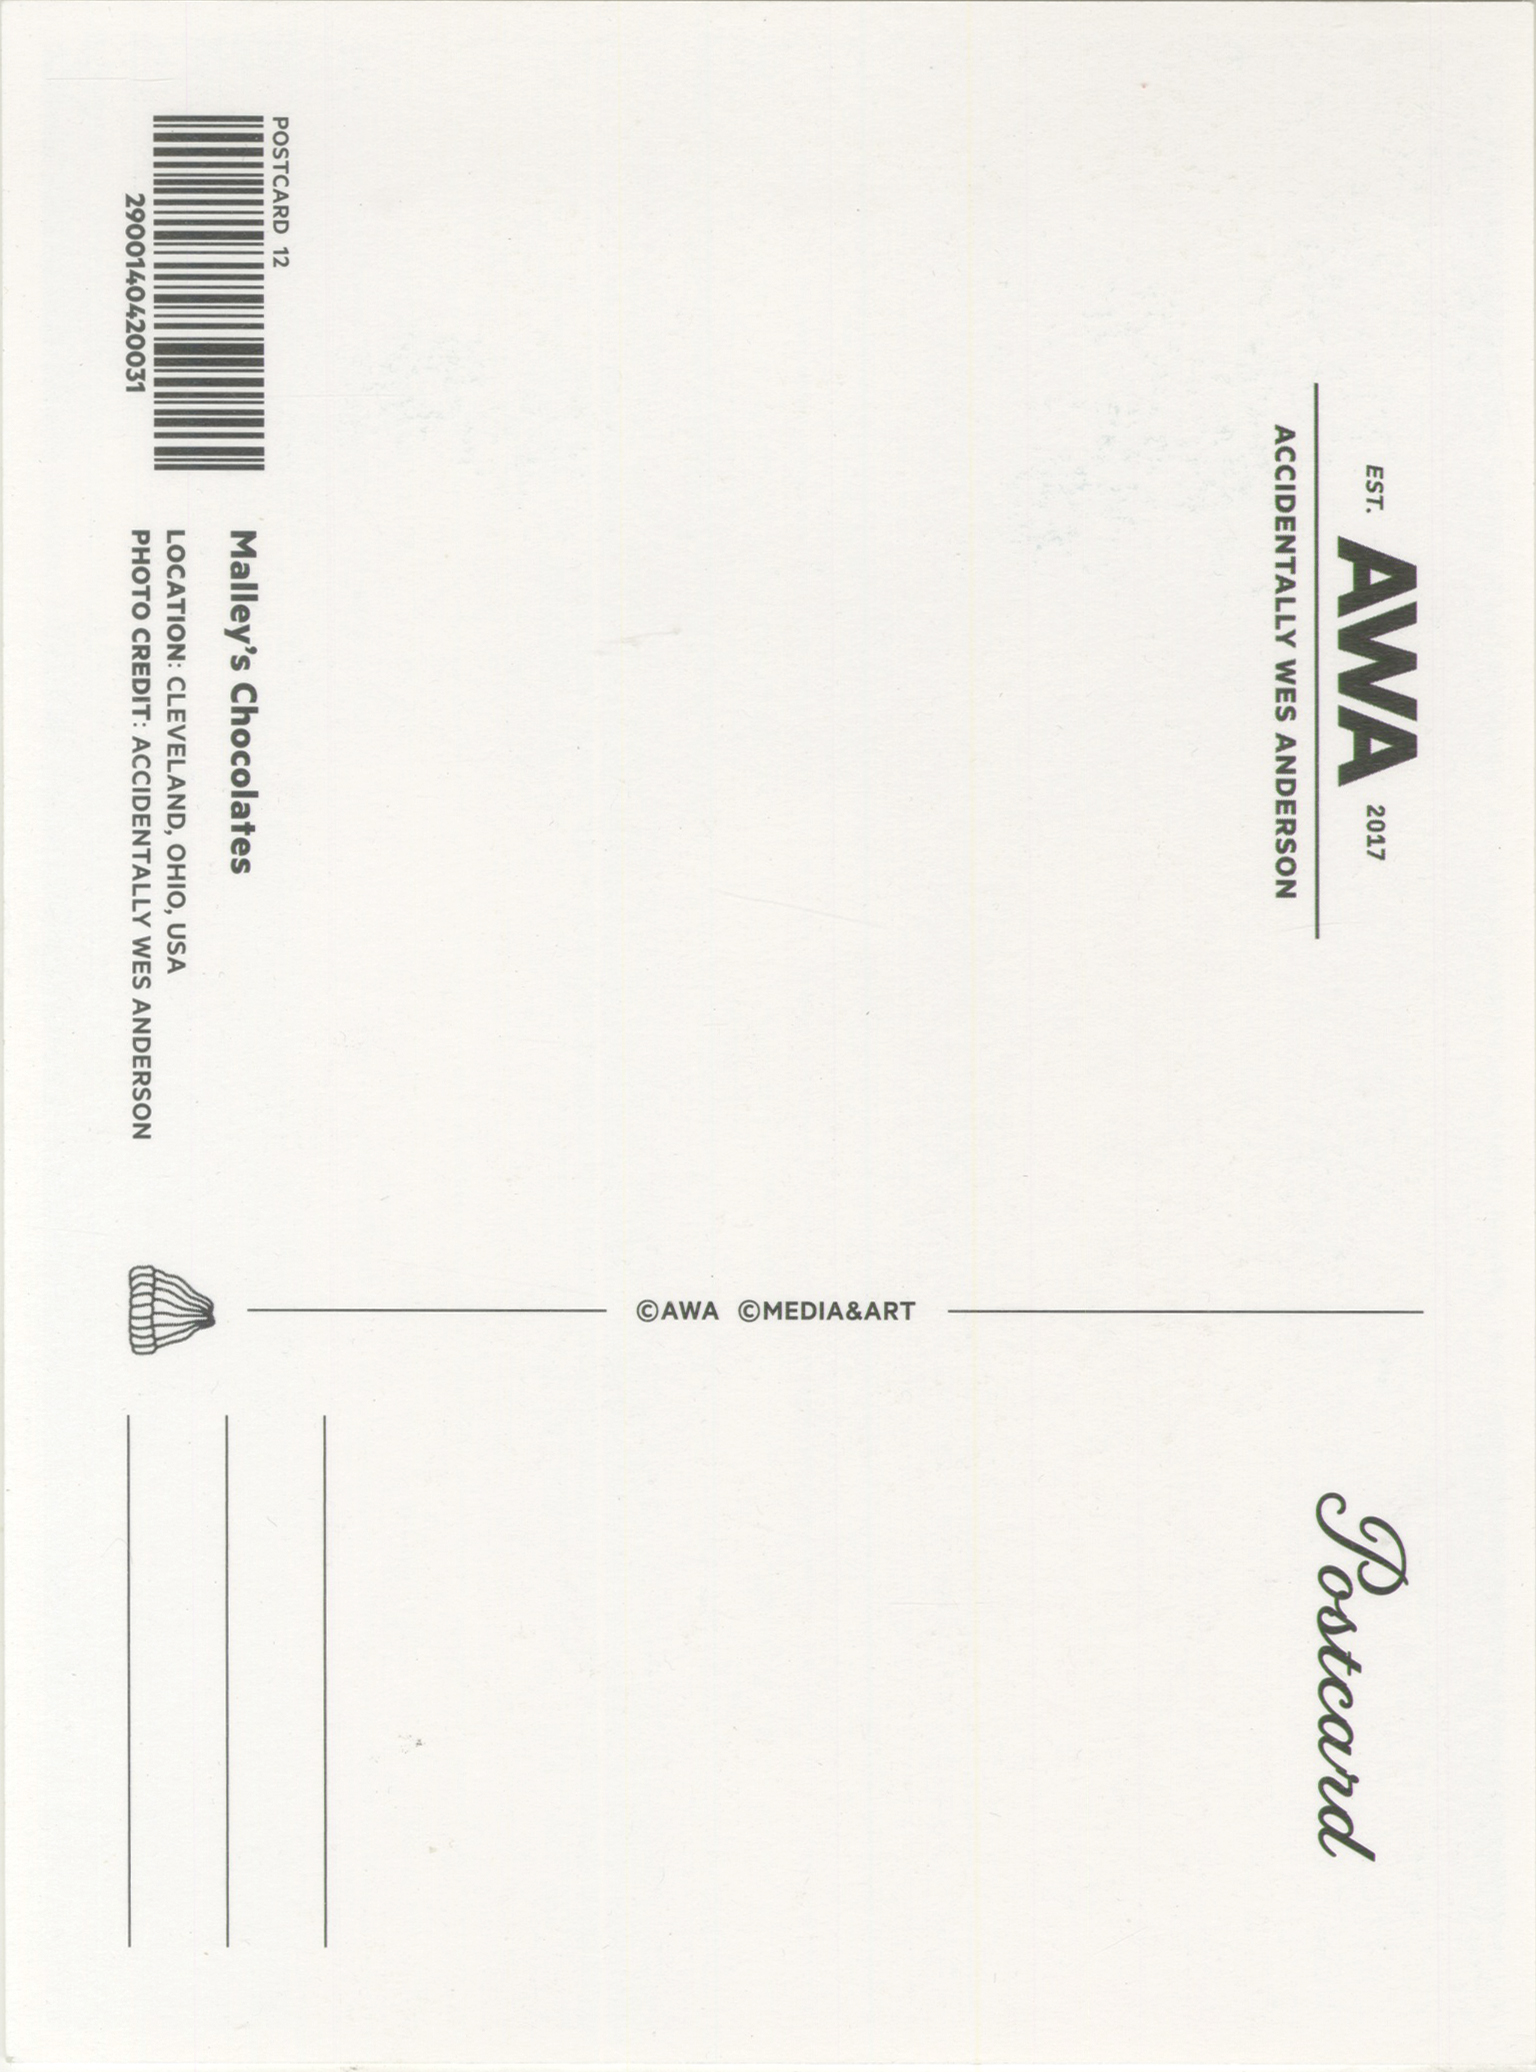 EST. AWA 2017
ACCIDENTALLY WES ANDERSON
Postcard
©AWA ©MEDIA&ART
POSTCARD 12
2900140420031
Malley’s Chocolates
LOCATION: CLEVELAND, OHIO, USA
PHOTO CREDIT: ACCIDENTALLY WES ANDERSON